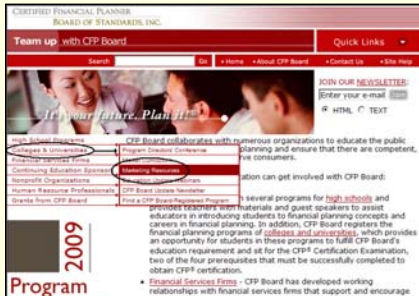 CERTIFIED FINANCIAL PLANNER
BOARD OF STANDARDS, INC.
Team up with CFP Board
Quick Links
Search
Go
Home
About CFP Board
Contact Us
Site Help
JOIN OUR NEWSLETTER:
Enter your e-mail
HTML
TEXT
It's your future. Plan it!
High School Programs
Colleges & Universities
Financial Services Firms
Continuing Education Sponsors
Nonprofit Organizations
Human Resource Professionals
Grants from CFP Board
Program Directors Conference
Marketing Resources
CFP Board Update Newsletter
Find a CFP Board-Registered Program
CFP Board collaborates with numerous organizations to educate the public
planning and ensure that there are competent,
rve consumers.
ation can get involved with CFP Board:
n several programs for high schools and
provides teachers with materials and guest speakers to assist
educators in introducing students to financial planning concepts and
careers in financial planning. In addition, CFP Board registers the
financial planning programs of colleges and universities, which provides
an opportunity for students in these programs to fulfill CFP Board's
education requirement and sit for the CFP® Certification Examination,
two of the four prerequisites that must be successfully completed to
obtain CFP® certification.
Financial Services Firms - CFP Board has developed working
relationships with financial services firms that support and encourage
2009
Program